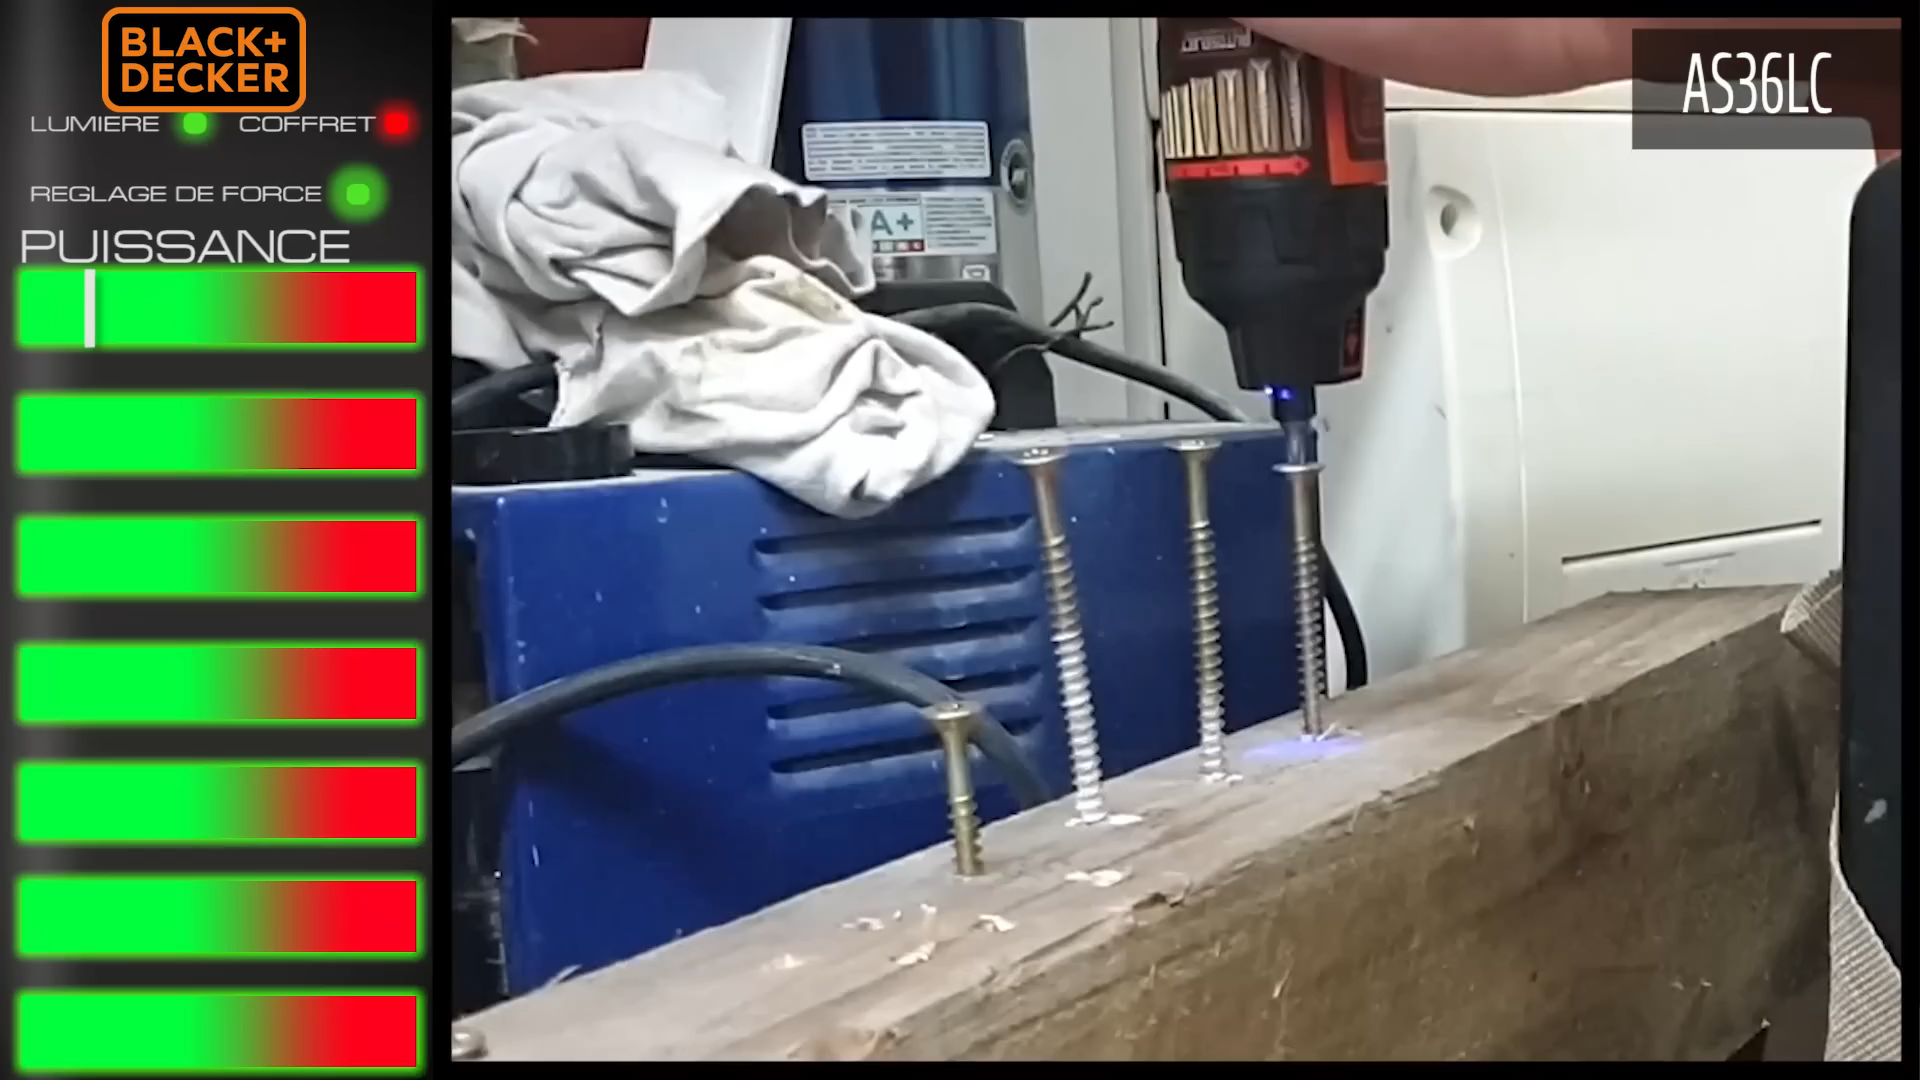 BLACK+
DECKER
LUMIERE COFFRET
REGLAGE DE FORCE
PUISSANCE
AS36LC
A+